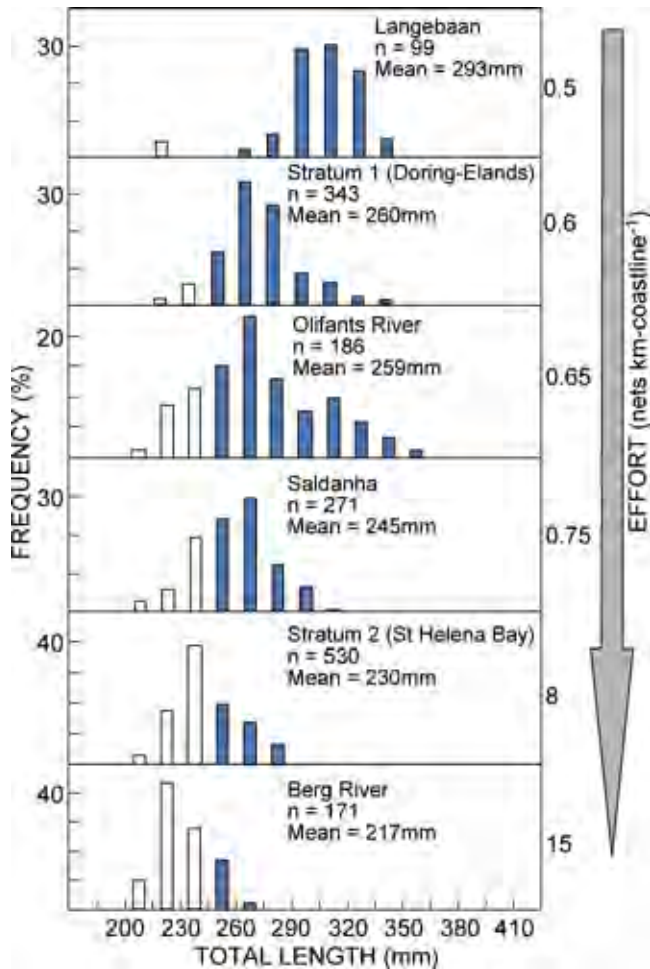 30
Langebaan
n = 99
Mean = 293mm
0.5
30
Stratum 1 (Doring-Elands)
n = 343
Mean = 260mm
0.6
20
Olifants River
n = 186
Mean = 259mm
0.65
30
Saldanha
n = 271
Mean = 245mm
0.75
40
Stratum 2 (St Helena Bay)
n = 530
Mean = 230mm
8
40
Berg River
n = 171
Mean = 217mm
15
FREQUENCY (%)
EFFORT (nets km-coastline⁻¹)
200 230 260 290 320 350 380 410
TOTAL LENGTH (mm)